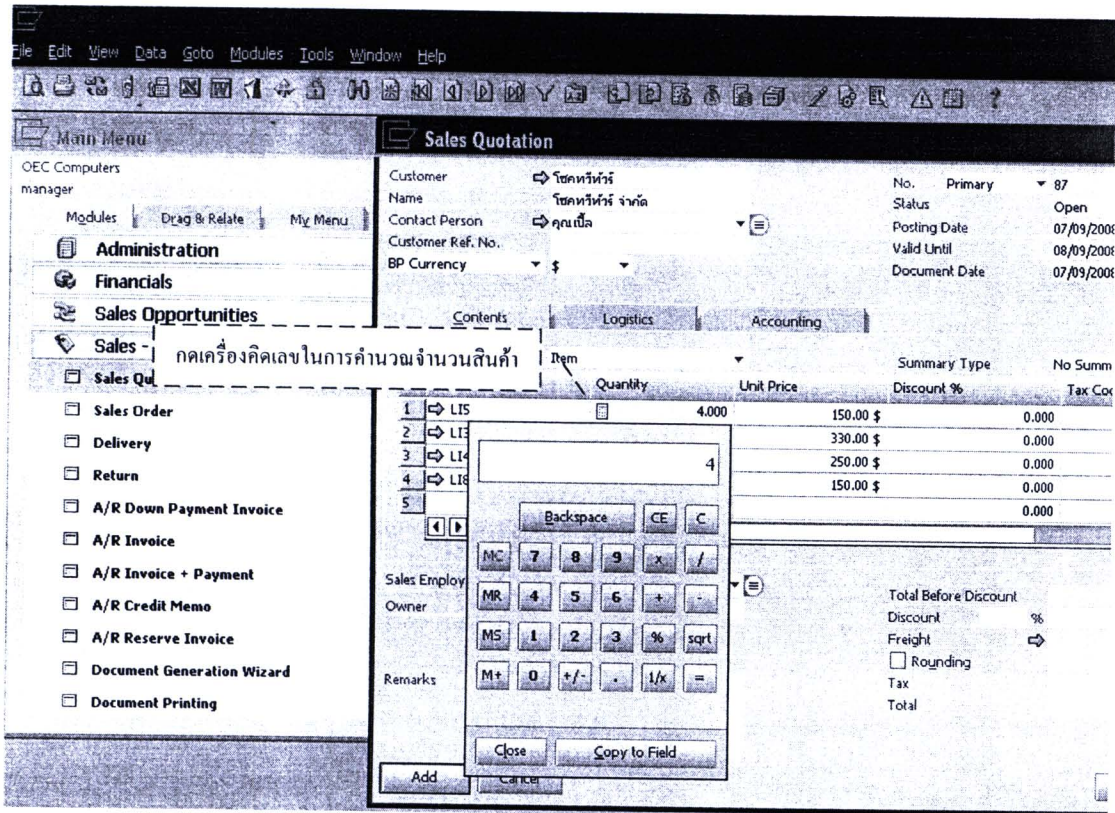 File Edit View Data Goto Modules Tools Window Help
Main Menu
OEC Computers
manager
Modules Drag & Relate My Menu
Administration
Financials
Sales Opportunities
Sales -
Sales Qu
Sales Order
Delivery
Return
A/R Down Payment Invoice
A/R Invoice
A/R Invoice + Payment
A/R Credit Memo
A/R Reserve Invoice
Document Generation Wizard
Document Printing
กดเครื่องคิดเลขในการคำนวณจำนวนสินค้า
Sales Quotation
Customer โชคทวีทัวร์
Name โชคทวีทัวร์ จำกัด
Contact Person คุณเปิ้ล
Customer Ref. No.
BP Currency $
No. Primary 87
Status Open
Posting Date 07/09/2008
Valid Until 08/09/2008
Document Date 07/09/2008
Contents Logistics Accounting
Item Summary Type No Summ
Quantity Unit Price Discount % Tax Cod
1 LI5 4.000 150.00 $ 0.000
2 LI3 330.00 $ 0.000
3 LI4 250.00 $ 0.000
4 LI8 150.00 $ 0.000
5 0.000
4
Backspace CE C
MC 7 8 9 x /
MR 4 5 6 + -
MS 1 2 3 % sqrt
M+ 0 +/- . 1/x =
Close Copy to Field
Sales Employ
Owner
Remarks
Total Before Discount
Discount %
Freight
Rounding
Tax
Total
Add Cancel